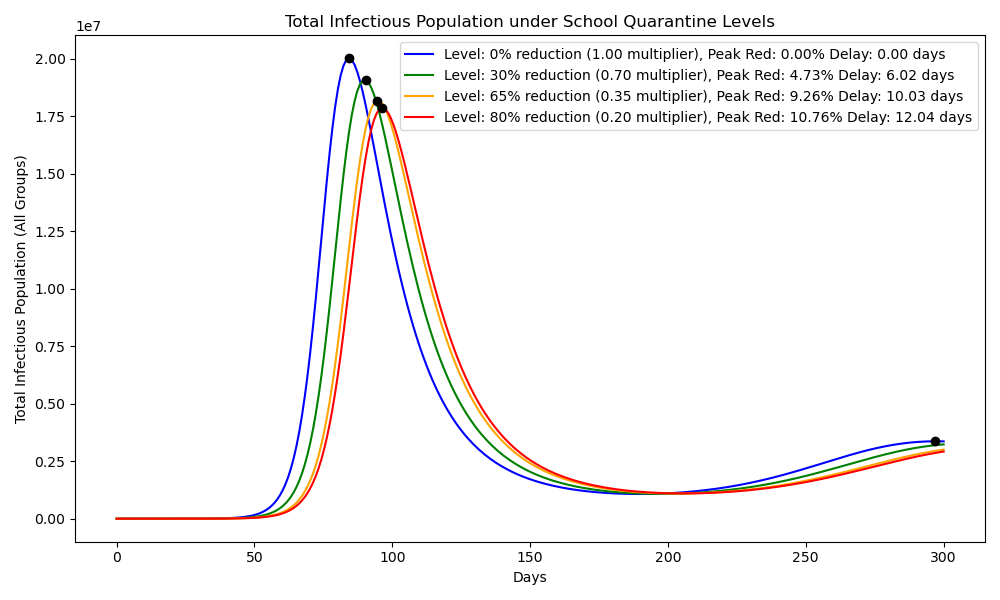 Total Infectious Population under School Quarantine Levels
1e7
Level: 0% reduction (1.00 multiplier), Peak Red: 0.00% Delay: 0.00 days
Level: 30% reduction (0.70 multiplier), Peak Red: 4.73% Delay: 6.02 days
Level: 65% reduction (0.35 multiplier), Peak Red: 9.26% Delay: 10.03 days
Level: 80% reduction (0.20 multiplier), Peak Red: 10.76% Delay: 12.04 days
Total Infectious Population (All Groups)
2.00
1.75
1.50
1.25
1.00
0.75
0.50
0.25
0.00
0 50 100 150 200 250 300
Days